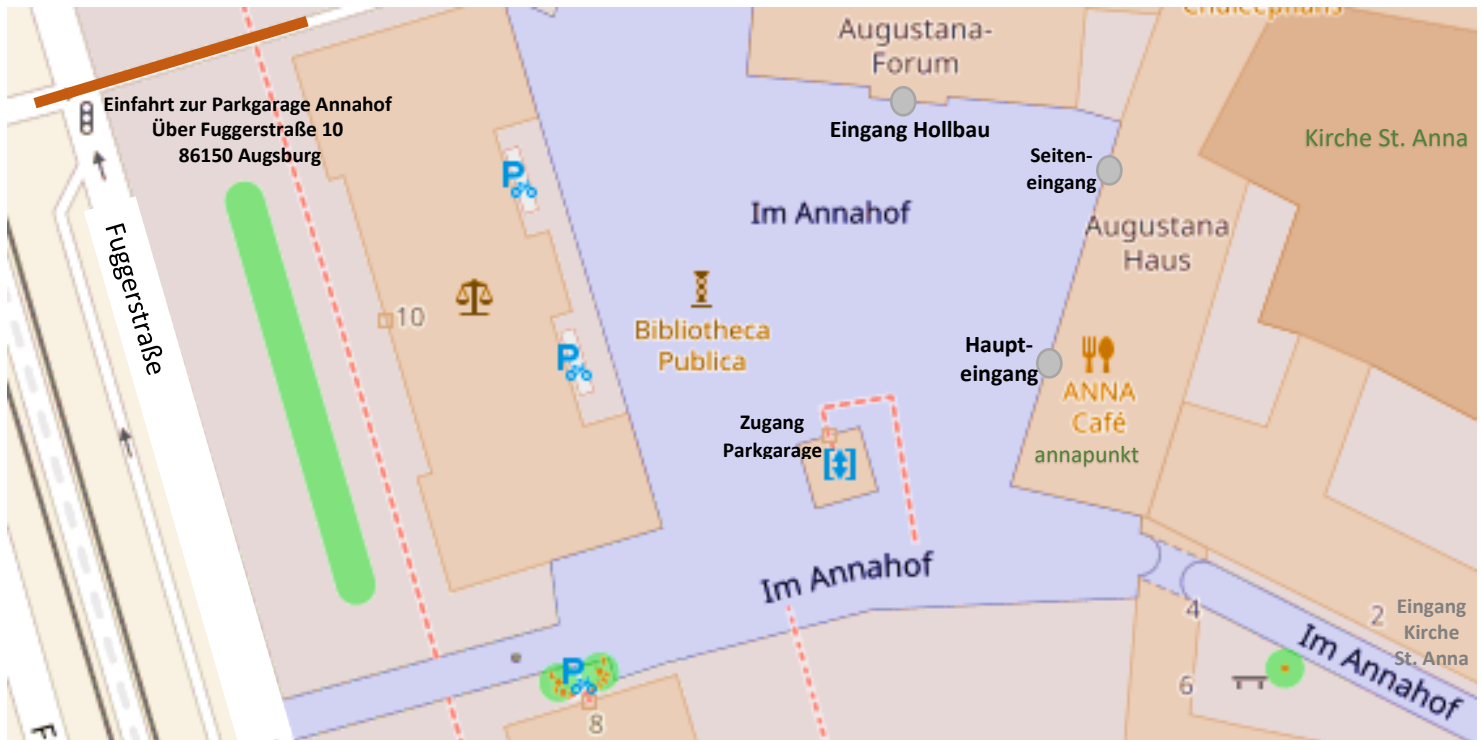 Augustana-
Forum
Eingang Hollbau
Einfahrt zur Parkgarage Annahof
Über Fuggerstraße 10
86150 Augsburg
Kirche St. Anna
Seiten-
eingang
P
Im Annahof
Augustana
Haus
Fuggerstraße
10
Bibliotheca
Publica
P
Haupt-
eingang
ANNA
Café
annapunkt
Zugang
Parkgarage
Im Annahof
4
2
Eingang
Kirche
St. Anna
Im Annahof
P
6
8
F